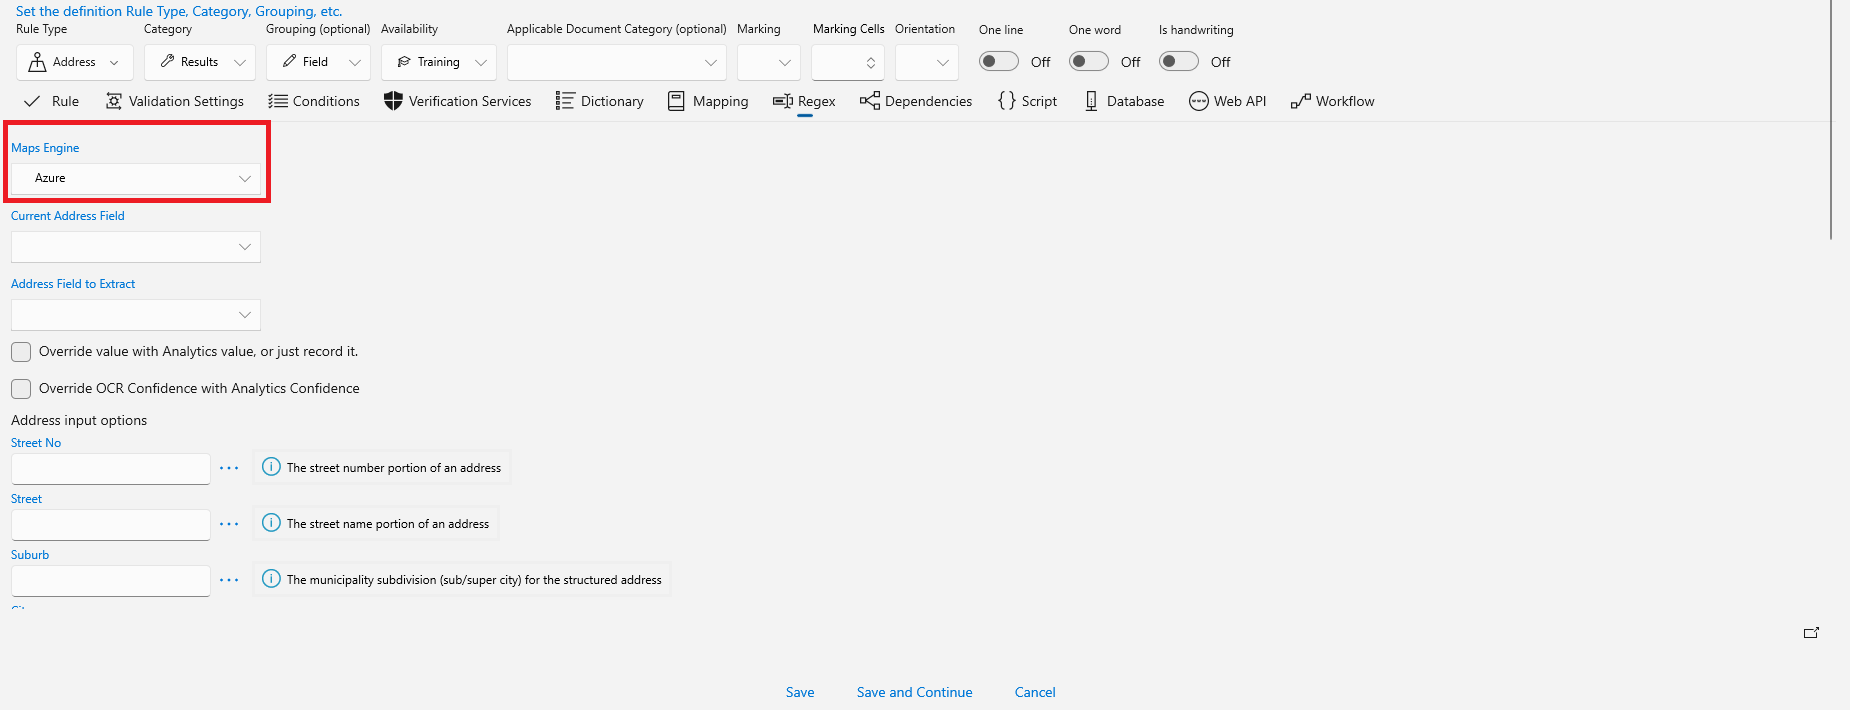 Set the definition Rule Type, Category, Grouping, etc.
Rule Type Category Grouping (optional) Availability Applicable Document Category (optional) Marking Marking Cells Orientation One line One word Is handwriting
Address Results Field Training Off Off Off
Rule Validation Settings Conditions Verification Services Dictionary Mapping Regex Dependencies Script Database Web API Workflow
Maps Engine
Azure
Current Address Field
Address Field to Extract
Override value with Analytics value, or just record it.
Override OCR Confidence with Analytics Confidence
Address input options
Street No
The street number portion of an address
Street
The street name portion of an address
Suburb
The municipality subdivision (sub/super city) for the structured address
Save Save and Continue Cancel